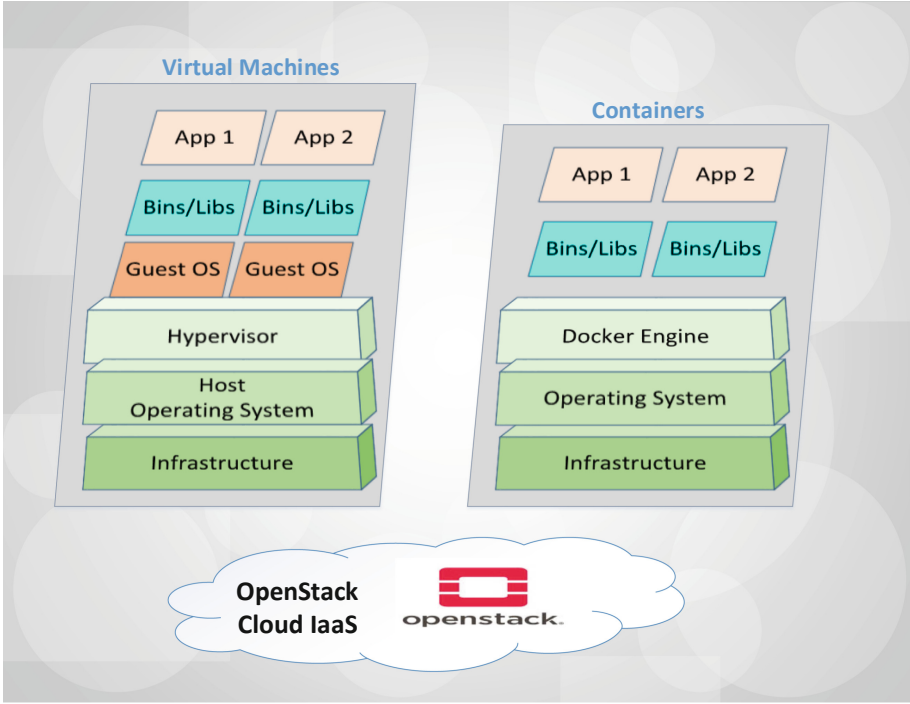 Virtual Machines
App 1
App 2
Bins/Libs
Bins/Libs
Guest OS
Guest OS
Hypervisor
Host
Operating System
Infrastructure
Containers
App 1
App 2
Bins/Libs
Bins/Libs
Docker Engine
Operating System
Infrastructure
OpenStack
Cloud IaaS
openstack.